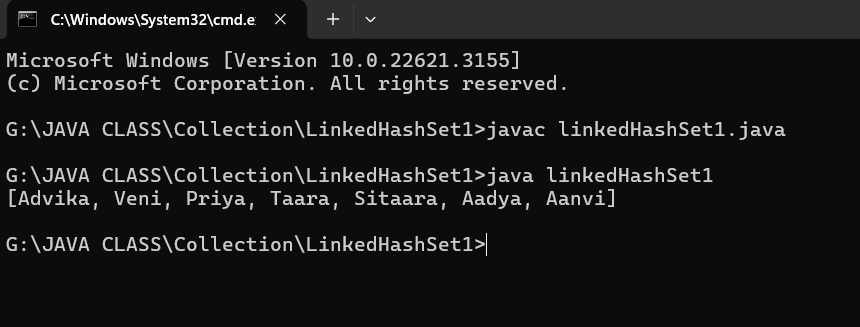 C:\Windows\System32\cmd.e
Microsoft Windows [Version 10.0.22621.3155]
(c) Microsoft Corporation. All rights reserved.
G:\JAVA CLASS\Collection\LinkedHashSet1>javac linkedHashSet1.java
G:\JAVA CLASS\Collection\LinkedHashSet1>java linkedHashSet1
[Advika, Veni, Priya, Taara, Sitaara, Aadya, Aanvi]
G:\JAVA CLASS\Collection\LinkedHashSet1>